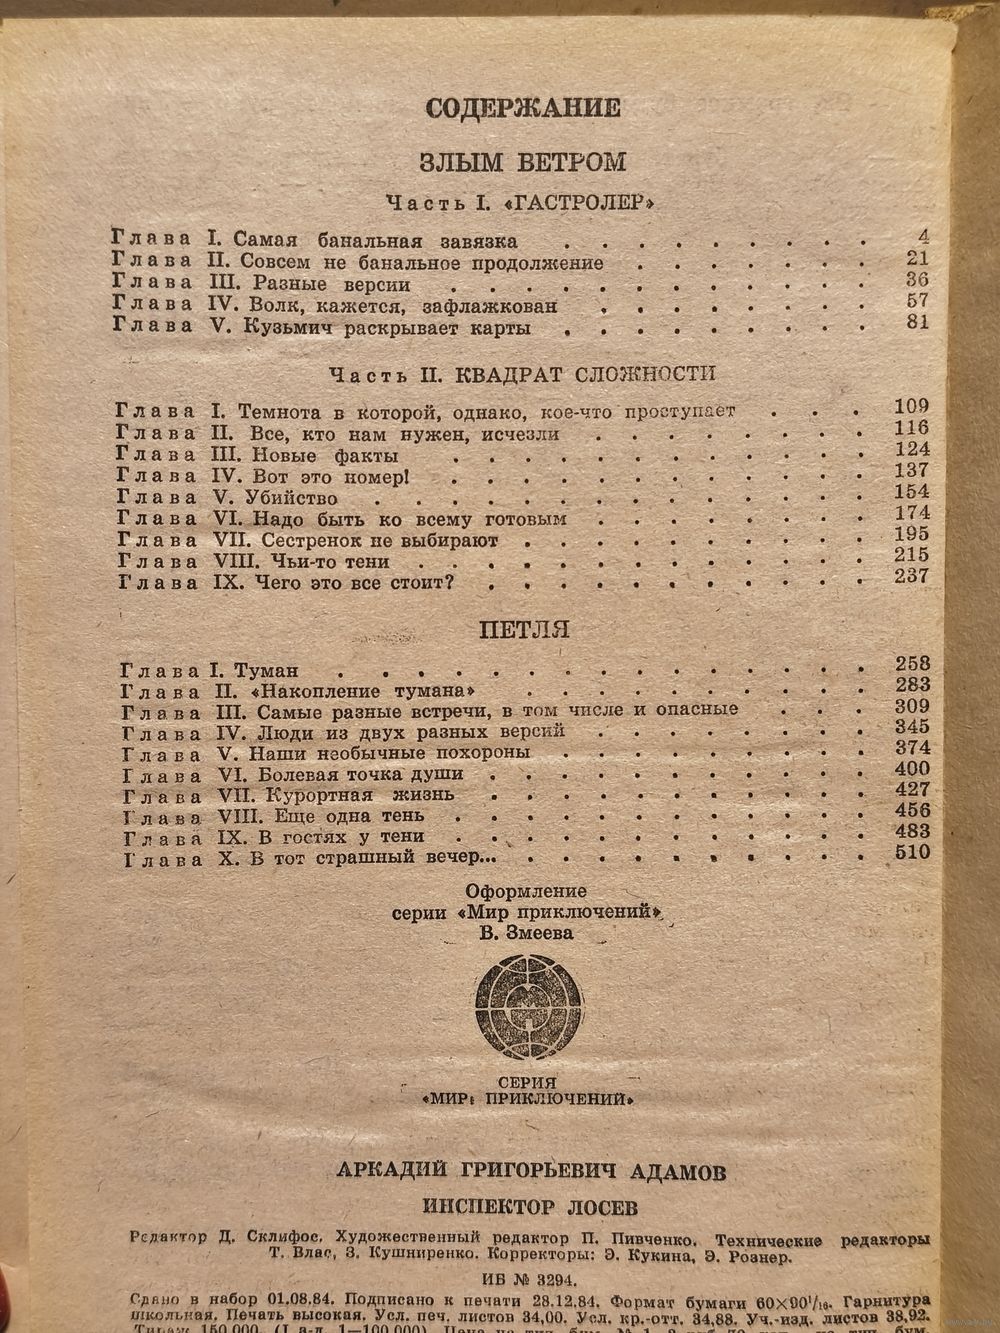 СОДЕРЖАНИЕ
ЗЛЫМ ВЕТРОМ
Часть I. «ГАСТРОЛЕР»
Глава I. Самая банальная завязка . . . . . . . . . 4
Глава II. Совсем не банальное продолжение . . . . . . . 21
Глава III. Разные версии . . . . . . . . . . . . 36
Глава IV. Волк, кажется, зафлажкован . . . . . . . . 57
Глава V. Кузьмич раскрывает карты . . . . . . . . . 81
Часть II. КВАДРАТ СЛОЖНОСТИ
Глава I. Темнота в которой, однако, кое-что проступает . . . 109
Глава II. Все, кто нам нужен, исчезли . . . . . . . . 116
Глава III. Новые факты . . . . . . . . . . . . 124
Глава IV. Вот это номер! . . . . . . . . . . . . 137
Глава V. Убийство . . . . . . . . . . . . . . 154
Глава VI. Надо быть ко всему готовым . . . . . . . . 174
Глава VII. Сестренок не выбирают . . . . . . . . . . 195
Глава VIII. Чьи-то тени . . . . . . . . . . . . . 215
Глава IX. Чего это все стоит? . . . . . . . . . . . 237
ПЕТЛЯ
Глава I. Туман . . . . . . . . . . . . . . . 258
Глава II. «Накопление тумана» . . . . . . . . . . 283
Глава III. Самые разные встречи, в том числе и опасные . . . 309
Глава IV. Люди из двух разных версий . . . . . . . . 345
Глава V. Наши необычные похороны . . . . . . . . . 374
Глава VI. Болевая точка души . . . . . . . . . . . 400
Глава VII. Курортная жизнь . . . . . . . . . . . 427
Глава VIII. Еще одна тень . . . . . . . . . . . . 456
Глава IX. В гостях у тени . . . . . . . . . . . . 483
Глава X. В тот страшный вечер... . . . . . . . . . . 510
Оформление
серии «Мир приключений»
В. Змеева
СЕРИЯ
«МИР ПРИКЛЮЧЕНИЙ»
АРКАДИЙ ГРИГОРЬЕВИЧ АДАМОВ
ИНСПЕКТОР ЛОСЕВ
Редактор Д. Склифос. Художественный редактор П. Пивченко. Технические редакторы
Т. Влас, З. Кушниренко. Корректоры: Э. Кукина, Э. Рознер.
ИБ № 3294.
Сдано в набор 01.08.84. Подписано к печати 28.12.84. Формат бумаги 60×90¹/₁₆. Гарнитура
школьная. Печать высокая. Усл. печ. листов 34,00. Усл. кр.-отт. 34,88. Уч.-изд. листов 38,92.
Тираж 150 000. (I з-д 1—100 000)